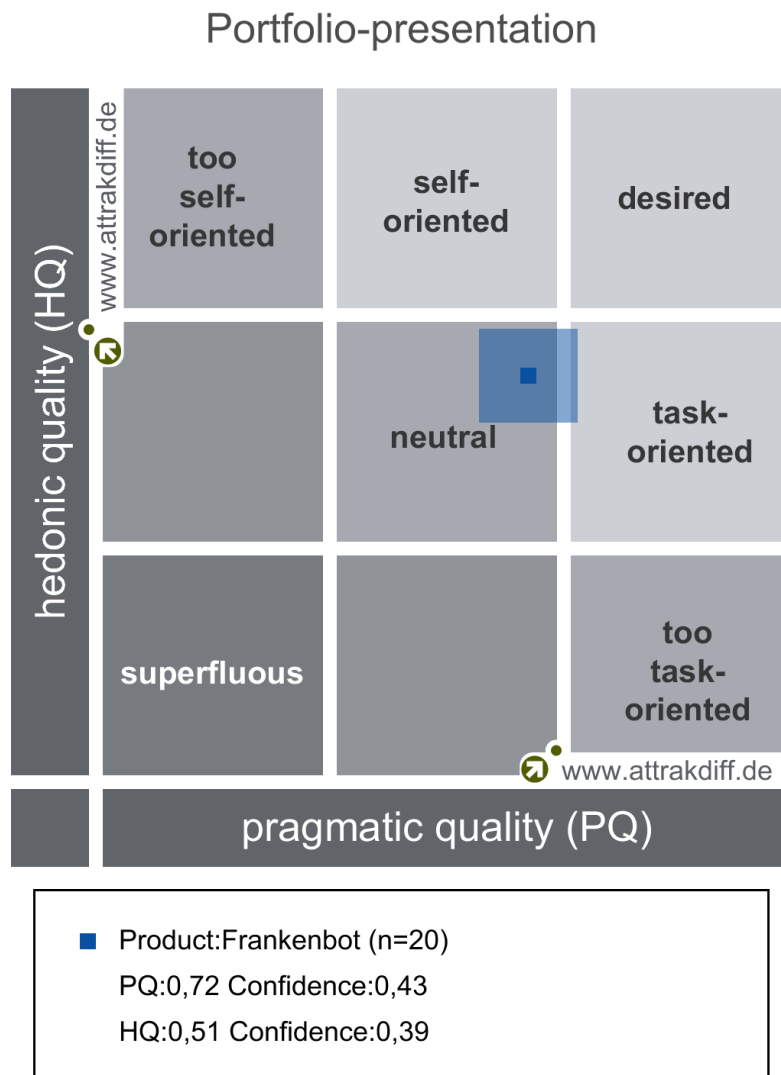 Portfolio-presentation
www.attrakdiff.de
too
self-
oriented
self-
oriented
desired
hedonic quality (HQ)
neutral
task-
oriented
superfluous
too
task-
oriented
www.attrakdiff.de
pragmatic quality (PQ)
Product:Frankenbot (n=20)
PQ:0,72 Confidence:0,43
HQ:0,51 Confidence:0,39